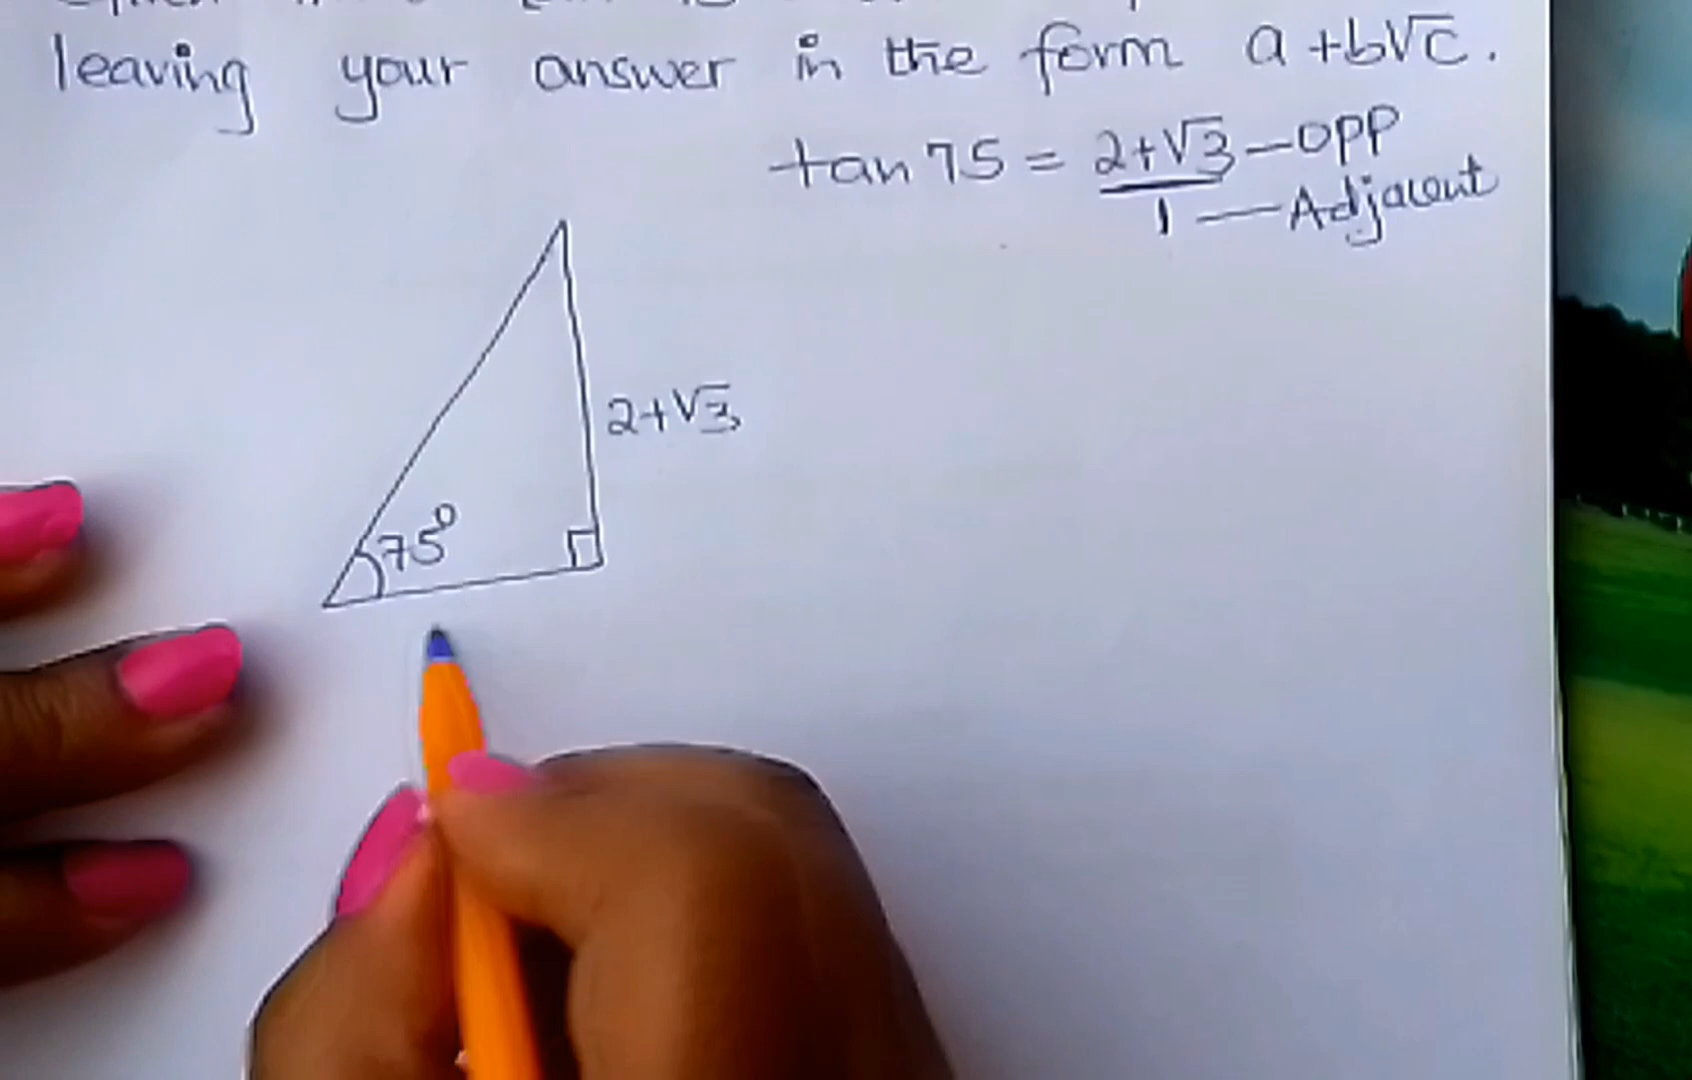 leaving your answer in the form a+b√c.
tan 75 = 2+√3 — opp
1 — Adjacent
2+√3
75°